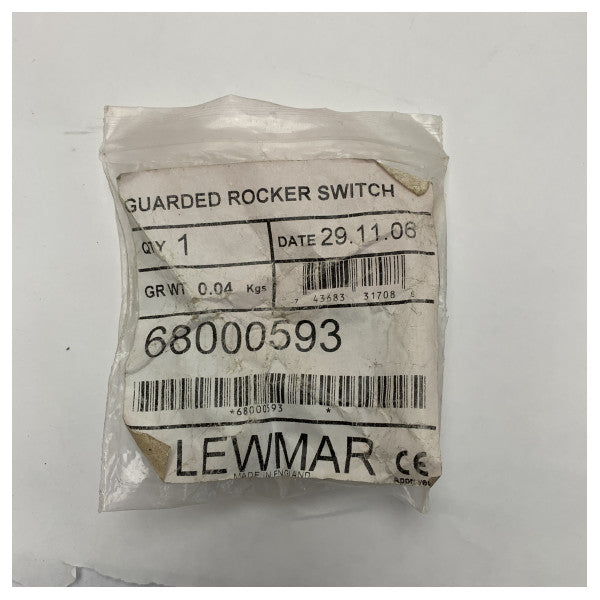 GUARDED ROCKER SWITCH
QTY 1
DATE 29.11.06
GR WT 0.04 Kgs
7 43683 31708
68000593
*68000593 *
LEWMAR CE
MADE IN ENGLAND
Approved